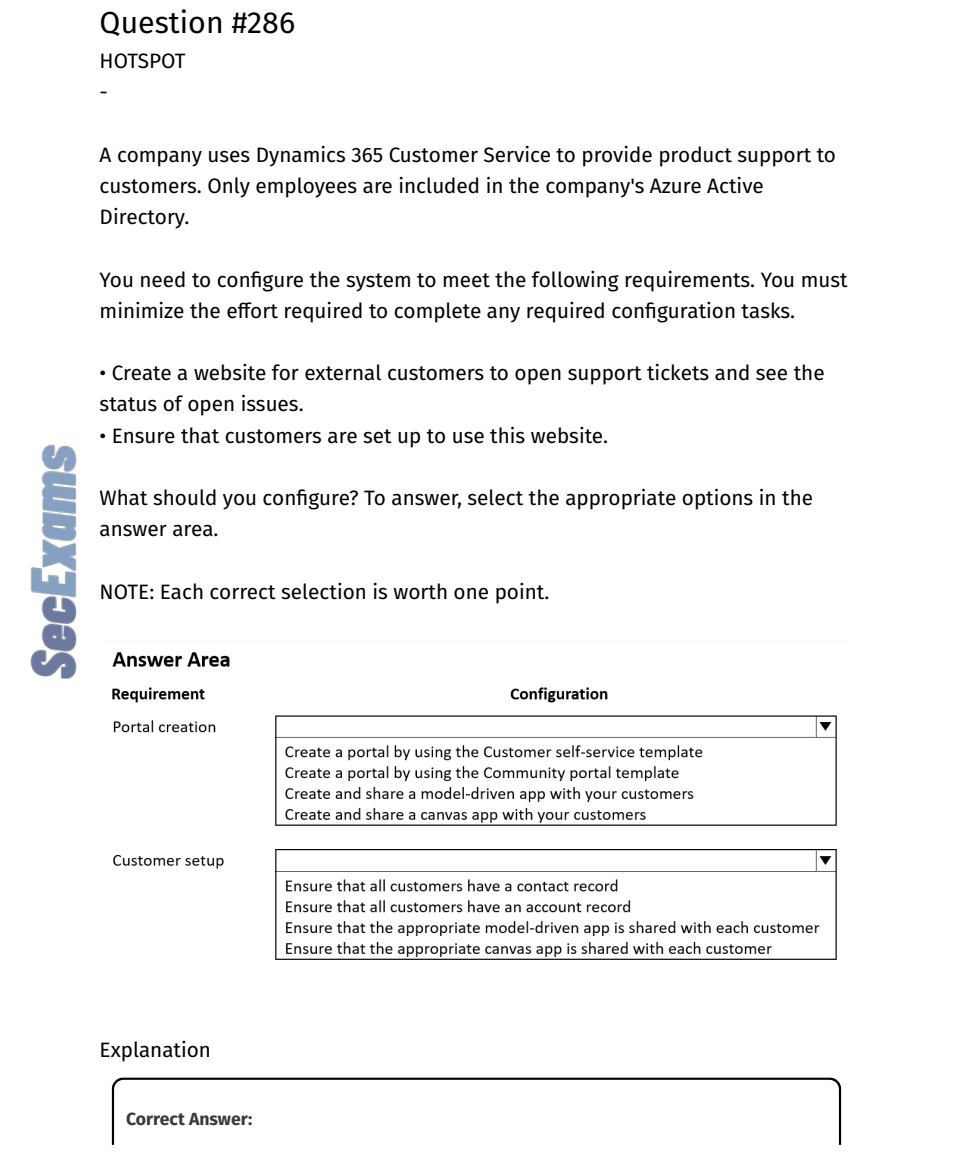 Question #286
HOTSPOT
-
A company uses Dynamics 365 Customer Service to provide product support to
customers. Only employees are included in the company's Azure Active
Directory.
You need to configure the system to meet the following requirements. You must
minimize the effort required to complete any required configuration tasks.
• Create a website for external customers to open support tickets and see the
status of open issues.
• Ensure that customers are set up to use this website.
What should you configure? To answer, select the appropriate options in the
answer area.
NOTE: Each correct selection is worth one point.
SecExams
Answer Area
Requirement Configuration
Portal creation
Create a portal by using the Customer self-service template
Create a portal by using the Community portal template
Create and share a model-driven app with your customers
Create and share a canvas app with your customers
Customer setup
Ensure that all customers have a contact record
Ensure that all customers have an account record
Ensure that the appropriate model-driven app is shared with each customer
Ensure that the appropriate canvas app is shared with each customer
Explanation
Correct Answer: